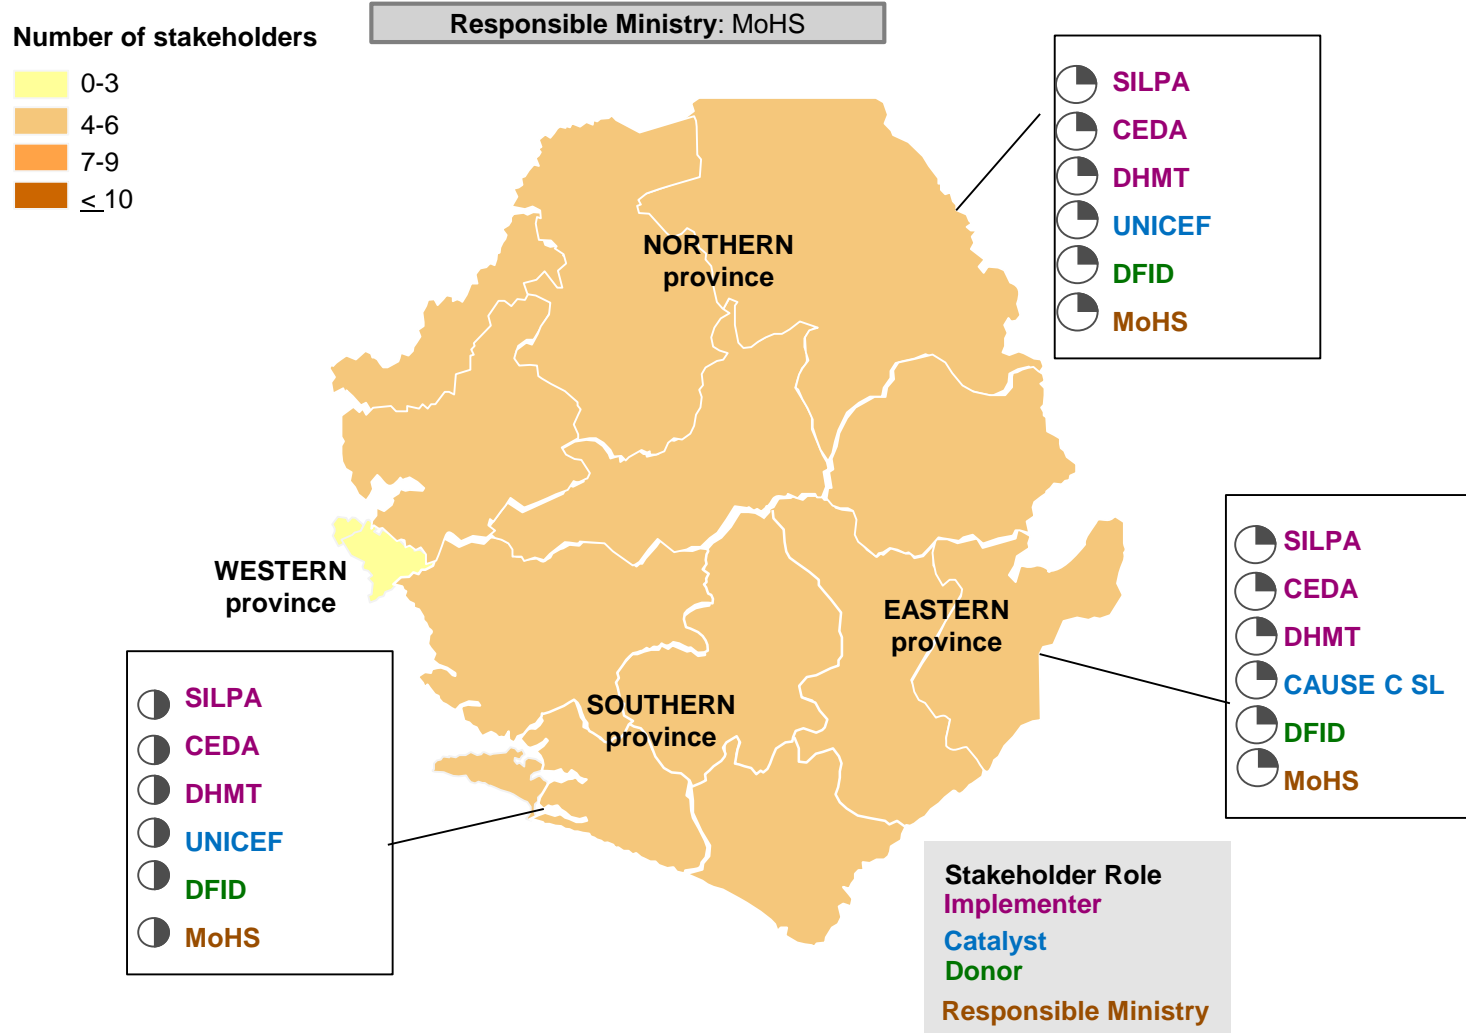 Responsible Ministry: MoHS
Number of stakeholders
0-3
4-6
7-9
< 10
SILPA
CEDA
DHMT
UNICEF
DFID
MoHS
NORTHERN
province
WESTERN
province
EASTERN
province
SOUTHERN
province
SILPA
CEDA
DHMT
CAUSE C SL
DFID
MoHS
SILPA
CEDA
DHMT
UNICEF
DFID
MoHS
Stakeholder Role
Implementer
Catalyst
Donor
Responsible Ministry